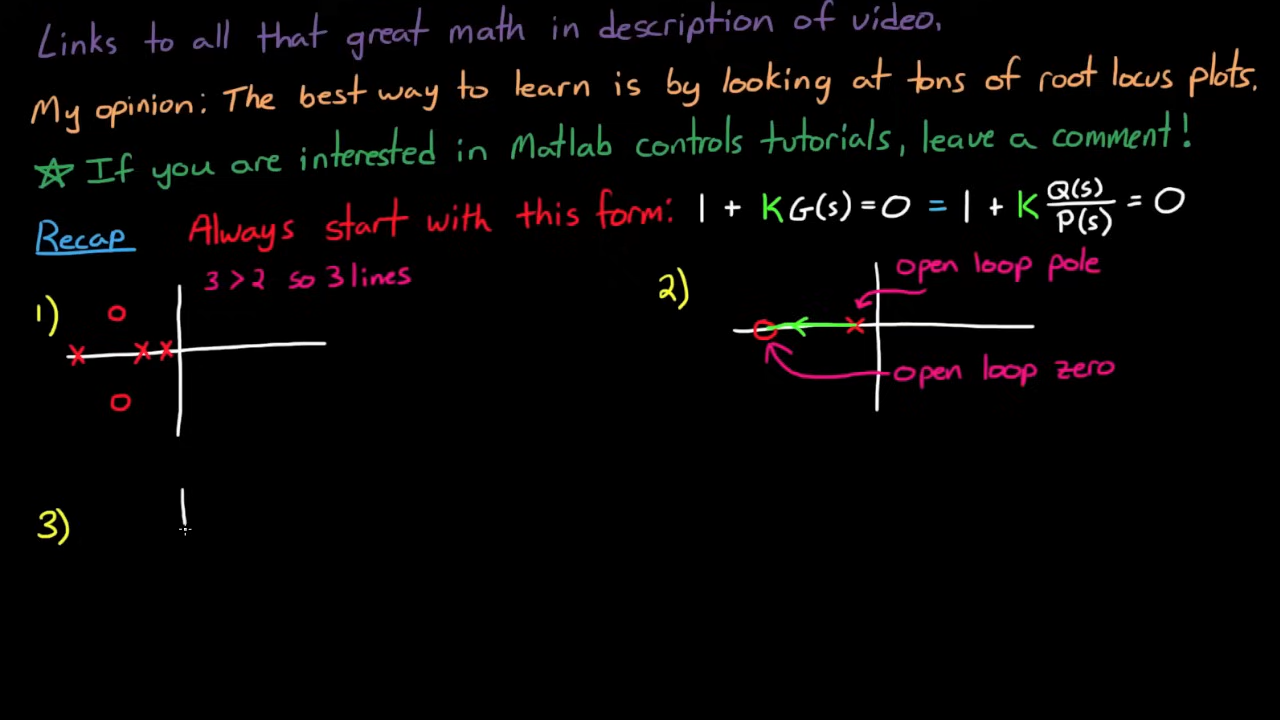 Links to all that great math in description of video.
My opinion: The best way to learn is by looking at tons of root locus plots.
☆ If you are interested in Matlab controls tutorials, leave a comment!
Recap Always start with this form: 1 + K G(s) = 0 = 1 + K Q(s)/P(s) = 0
1) 3 > 2 so 3 lines
2) open loop pole
open loop zero
3)